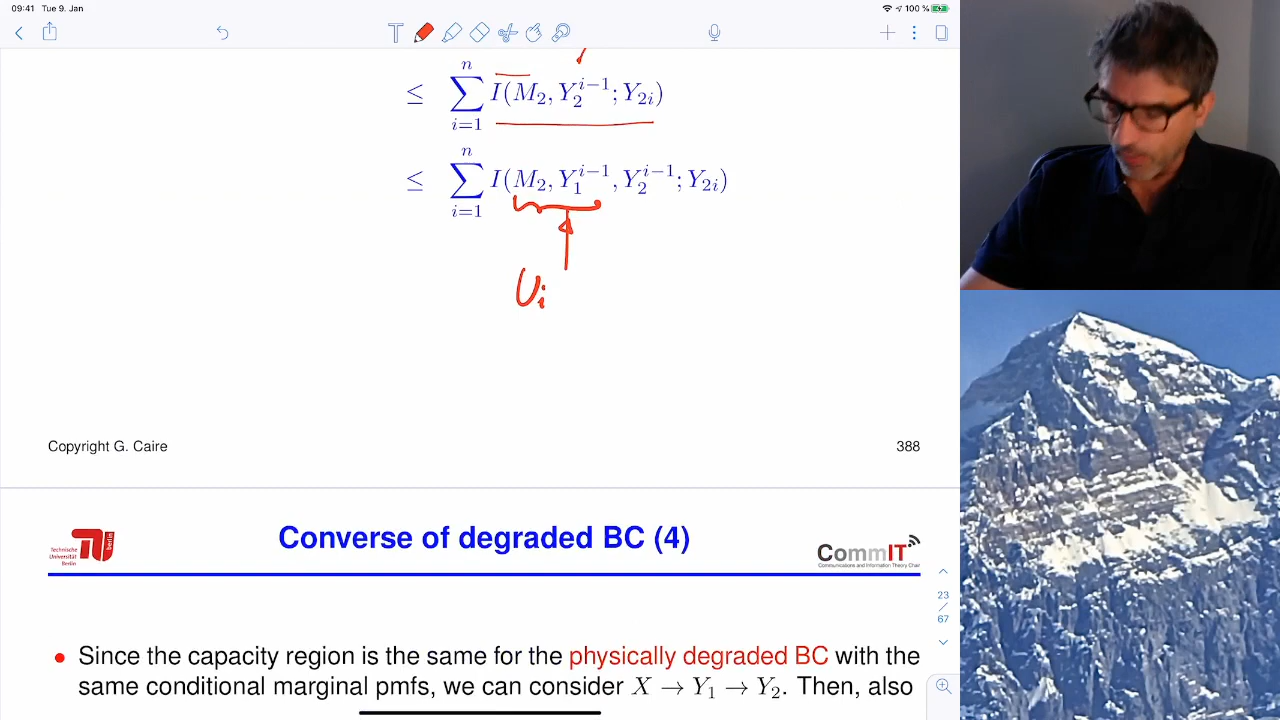 09:41 Tue 9. Jan
100 %
≤ ∑_{i=1}^{n} I(M_2, Y_2^{i−1}; Y_{2i})
≤ ∑_{i=1}^{n} I(M_2, Y_1^{i−1}, Y_2^{i−1}; Y_{2i})
U_i
Copyright G. Caire
388
Technische Universität Berlin
Converse of degraded BC (4)
CommIT
Communications and Information Theory Chair
23
/
67
• Since the capacity region is the same for the physically degraded BC with the
same conditional marginal pmfs, we can consider X → Y_1 → Y_2. Then, also